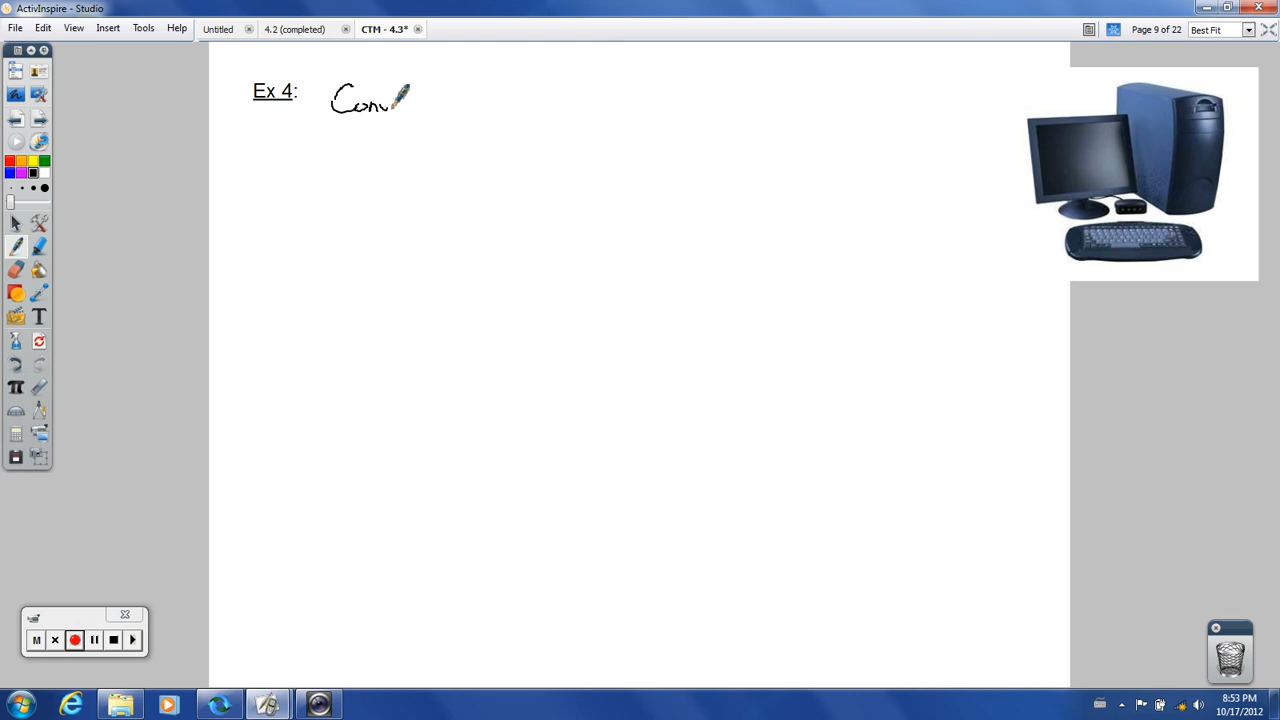 ActivInspire - Studio
File Edit View Insert Tools Help
Untitled 4.2 (completed) CTM - 4.3* Page 9 of 22 Best Fit
Ex 4: Conv
M
T
8:53 PM
10/17/2012